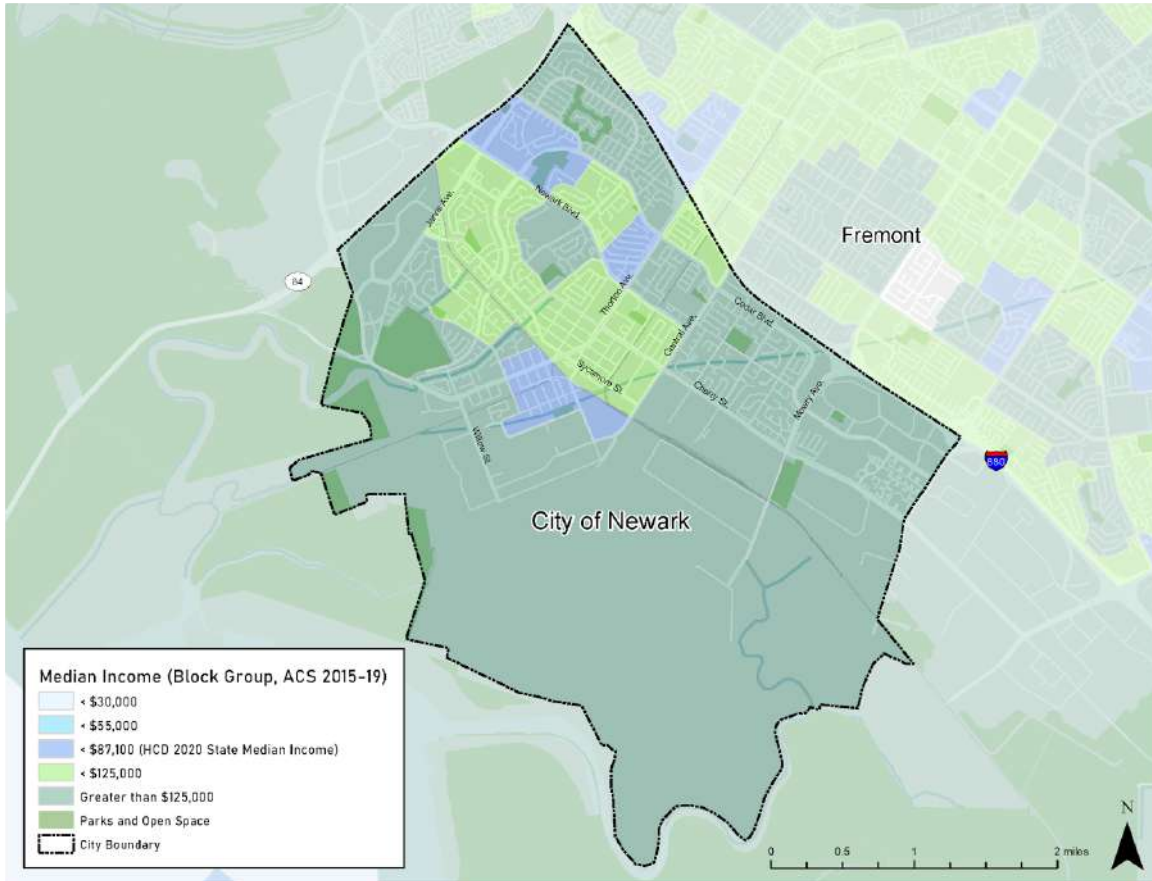 Jarvis Ave.
Newark Blvd.
Fremont
84
Thorton Ave.
Cedar Blvd.
Central Ave.
Sycamore St.
Cherry St.
Mowry Ave.
Willow St.
880
City of Newark
Median Income (Block Group, ACS 2015-19)
< $30,000
< $55,000
< $87,100 (HCD 2020 State Median Income)
< $125,000
Greater than $125,000
Parks and Open Space
City Boundary
N
0 0.5 1 2 miles